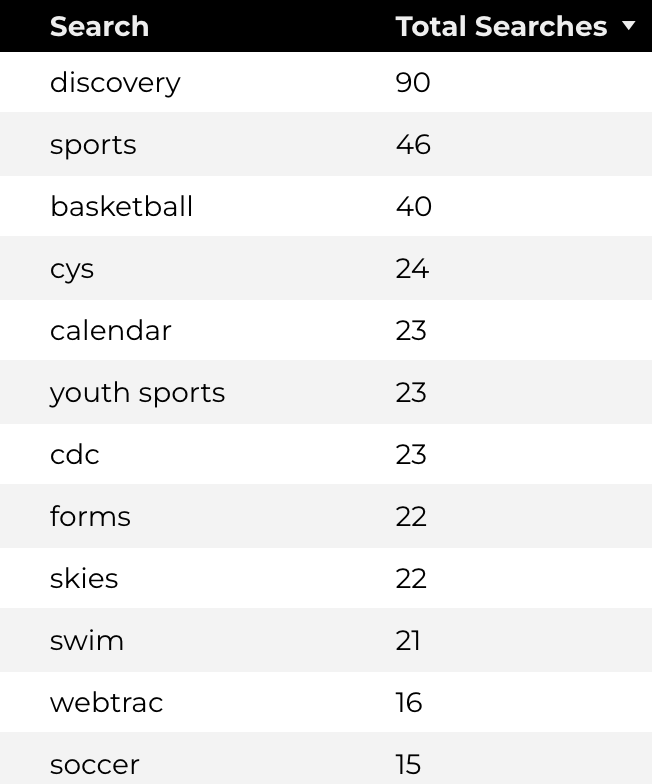 Search Total Searches
discovery 90
sports 46
basketball 40
cys 24
calendar 23
youth sports 23
cdc 23
forms 22
skies 22
swim 21
webtrac 16
soccer 15